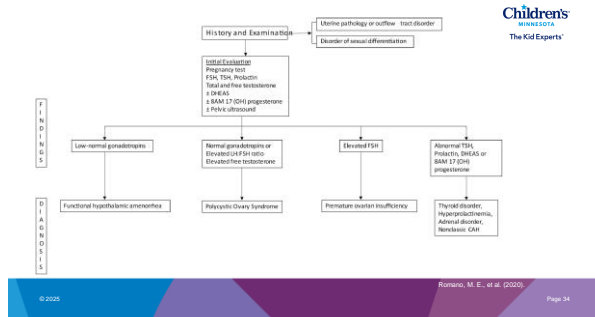 Children's
MINNESOTA
The Kid Experts®
History and Examination
Uterine pathology or outflow tract disorder
Disorder of sexual differentiation
Initial Evaluation
Pregnancy test
FSH, TSH, Prolactin
Total and free testosterone
± DHEAS
± 8AM 17 (OH) progesterone
± Pelvic ultrasound
FINDINGS
Low-normal gonadotropins
Normal gonadotropins or
Elevated LH:FSH ratio
Elevated free testosterone
Elevated FSH
Abnormal TSH,
Prolactin, DHEAS or
8AM 17 (OH)
progesterone
DIAGNOSIS
Functional hypothalamic amenorrhea
Polycystic Ovary Syndrome
Premature ovarian insufficiency
Thyroid disorder,
Hyperprolactinemia,
Adrenal disorder,
Nonclassic CAH
Romano, M. E., et al. (2020).
© 2025
Page 34